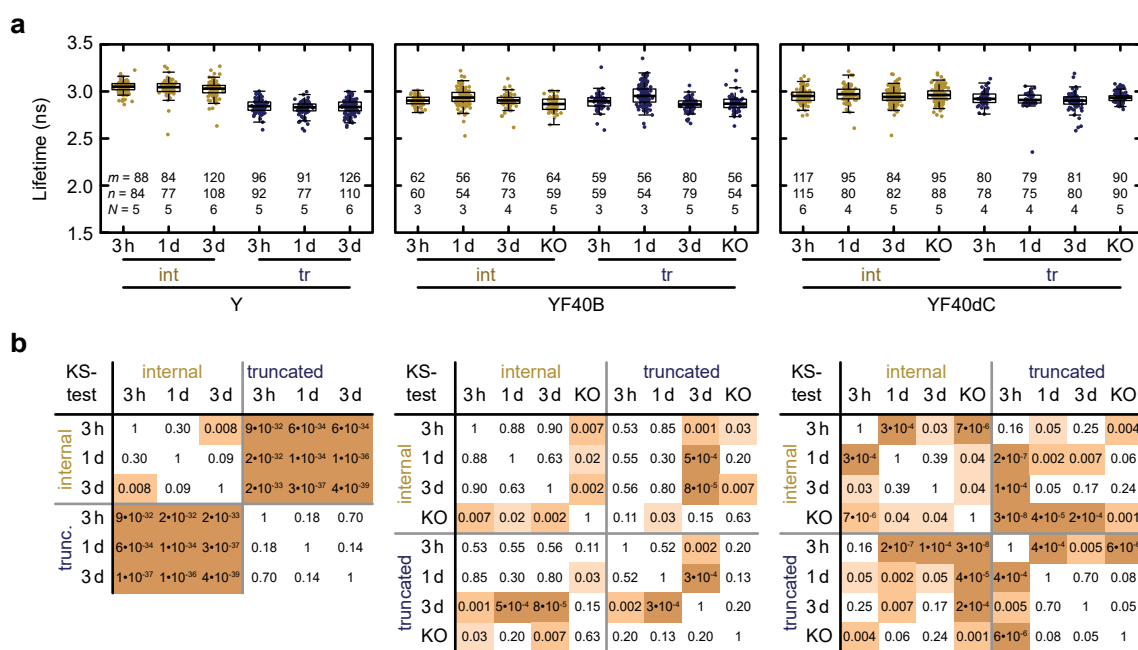 a
3.5
3.0
2.5
2.0
1.5
Lifetime (ns)
m = 88 84 120 96 91 126
n = 84 77 108 92 77 110
N = 5 5 6 5 5 6
3 h 1 d 3 d 3 h 1 d 3 d
int tr
Y
62 56 76 64 59 56 80 56
60 54 73 59 56 54 79 54
3 3 4 5 3 3 5 5
3 h 1 d 3 d KO 3 h 1 d 3 d KO
int tr
YF40B
117 95 84 95 80 79 81 90
115 80 82 88 78 75 80 90
6 4 5 5 4 4 4 5
3 h 1 d 3 d KO 3 h 1 d 3 d KO
int tr
YF40dC
b
KS- internal truncated
test 3 h 1 d 3 d 3 h 1 d 3 d
internal
3 h 1 0.30 0.008 9•10⁻³² 6•10⁻³⁴ 6•10⁻³⁴
1 d 0.30 1 0.09 2•10⁻³² 1•10⁻³⁴ 1•10⁻³⁶
3 d 0.008 0.09 1 2•10⁻³³ 3•10⁻³⁷ 4•10⁻³⁹
trunc.
3 h 9•10⁻³² 2•10⁻³² 2•10⁻³³ 1 0.18 0.70
1 d 6•10⁻³⁴ 1•10⁻³⁴ 3•10⁻³⁷ 0.18 1 0.14
3 d 1•10⁻³⁷ 1•10⁻³⁶ 4•10⁻³⁹ 0.70 0.14 1
KS- internal truncated
test 3 h 1 d 3 d KO 3 h 1 d 3 d KO
internal
3 h 1 0.88 0.90 0.007 0.53 0.85 0.001 0.03
1 d 0.88 1 0.63 0.02 0.55 0.30 5•10⁻⁴ 0.20
3 d 0.90 0.63 1 0.002 0.56 0.80 8•10⁻⁵ 0.007
KO 0.007 0.02 0.002 1 0.11 0.03 0.15 0.63
truncated
3 h 0.53 0.55 0.56 0.11 1 0.52 0.002 0.20
1 d 0.85 0.30 0.80 0.03 0.52 1 3•10⁻⁴ 0.13
3 d 0.001 5•10⁻⁴ 8•10⁻⁵ 0.15 0.002 3•10⁻⁴ 1 0.20
KO 0.03 0.20 0.007 0.63 0.20 0.13 0.20 1
KS- internal truncated
test 3 h 1 d 3 d KO 3 h 1 d 3 d KO
internal
3 h 1 3•10⁻⁴ 0.03 7•10⁻⁶ 0.16 0.05 0.25 0.004
1 d 3•10⁻⁴ 1 0.39 0.04 2•10⁻⁷ 0.002 0.007 0.06
3 d 0.03 0.39 1 0.04 1•10⁻⁴ 0.05 0.17 0.24
KO 7•10⁻⁶ 0.04 0.04 1 3•10⁻⁸ 4•10⁻⁵ 2•10⁻⁴ 0.001
truncated
3 h 0.16 2•10⁻⁷ 1•10⁻⁴ 3•10⁻⁸ 1 4•10⁻⁴ 0.005 6•10⁻⁶
1 d 0.05 0.002 0.05 4•10⁻⁵ 4•10⁻⁴ 1 0.70 0.08
3 d 0.25 0.007 0.17 2•10⁻⁴ 0.005 0.70 1 0.05
KO 0.004 0.06 0.24 0.001 6•10⁻⁶ 0.08 0.05 1